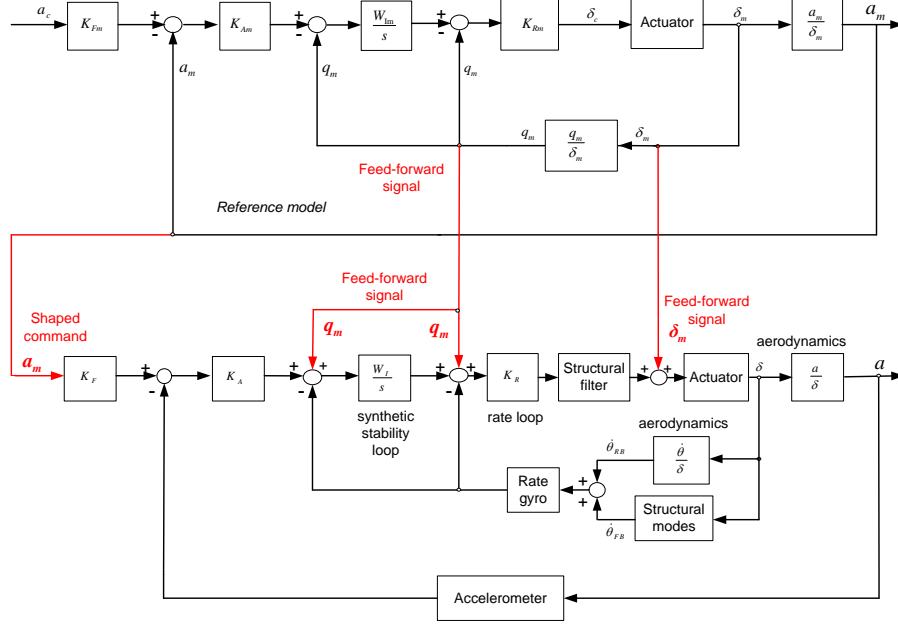 a_c
K_Fm
+
-
K_Am
+
-
W_Im
s
+
-
K_Rm
δ_c
Actuator
δ_m
a_m
δ_m
a_m
a_m
q_m
q_m
q_m
q_m
δ_m
δ_m
Feed-forward
signal
Reference model
Feed-forward
signal
Feed-forward
signal
Shaped
command
a_m
q_m
q_m
δ_m
aerodynamics
K_F
+
-
K_A
+
+
-
W_I
s
+
+
-
K_R
Structural
filter
+
+
Actuator
δ
a
δ
a
synthetic
stability
loop
rate loop
aerodynamics
θ̇_RB
θ̇
δ
Rate
gyro
+
+
Structural
modes
θ̇_FB
Accelerometer